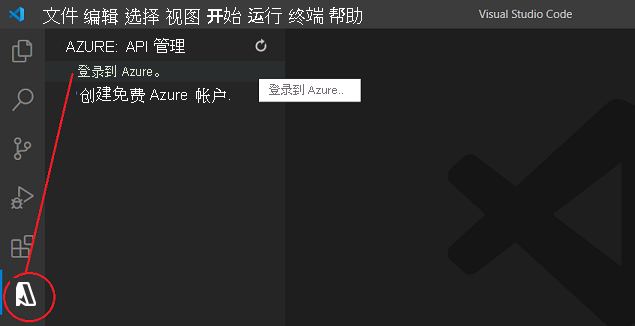 文件 编辑 选择 视图 开始 运行 终端 帮助 Visual Studio Code
AZURE: API 管理
登录到 Azure。
创建免费 Azure 帐户.
登录到 Azure..